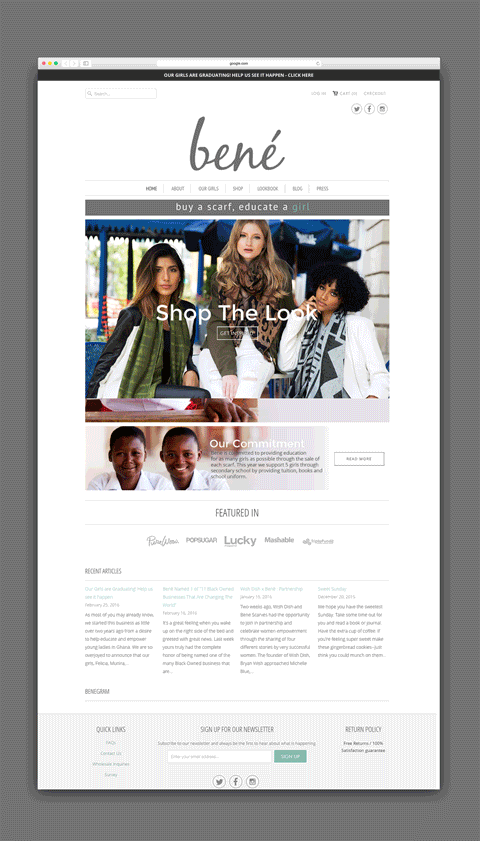 google.com
OUR GIRLS ARE GRADUATING! HELP US SEE IT HAPPEN - CLICK HERE
Search...
LOG IN
CART (0)
CHECKOUT
bené
HOME
ABOUT
OUR GIRLS
SHOP
LOOKBOOK
BLOG
PRESS
buy a scarf, educate a girl
Shop The Look
GET
Our Commitment
Bene is committed to providing education
for as many girls as possible through the sale of
each scarf. This year we support 5 girls through
secondary school by providing tuition, books and
school uniform.
READ MORE
FEATURED IN
POPSUGAR
Lucky
Mashable
RECENT ARTICLES
Our Girls are Graduating! Help us
see it happen
February 25, 2016
As most of you may already know,
we started this business as little
over two years ago from a desire
to help educate and empower
young ladies in Ghana. We are so
overjoyed to announce that our
girls, Felicia, Mutina,...
Bene Named 1 of "11 Black Owned
Businesses That Are Changing The
World"
February 16, 2016
It's a great feeling when you wake
up on the right side of the bed and
greeted with great news. Last week
yours truly had the complete
honor of being named one of the
many Black Owned business that
are...
Wish Dish x Bené - Partnership
January 14, 2016
Two weeks ago, Wish Dish and
Bene Scarves had the opportunity
to join in partnership and
celebrate women empowerment
through the sharing of four
different stories by very successful
women. The founder of Wish Dish,
Bryan Wish approached Michelle
Blue,...
Sweet Sunday
December 20, 2015
We hope you have the sweetest
Sunday. Take some time out for
you and read a book or journal.
Have the extra cup of coffee. If
you're feeling super sweet make
these gingerbread cookies- just
think you could munch on them...
BENEGRAM
QUICK LINKS
FAQs
Contact Us
Wholesale Inquiries
Survey
SIGN UP FOR OUR NEWSLETTER
Subscribe to our newsletter and always be the first to hear about what is happening.
Enter your email address...
SIGN UP
RETURN POLICY
Free Returns / 100%
Satisfaction guarantee